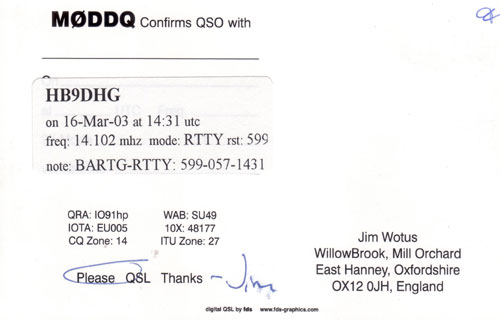 MØDDQ Confirms QSO with
HB9DHG
on 16-Mar-03 at 14:31 utc
freq: 14.102 mhz mode: RTTY rst: 599
note: BARTG-RTTY: 599-057-1431
QRA: IO91hp WAB: SU49
IOTA: EU005 10X: 48177
CQ Zone: 14 ITU Zone: 27
Please QSL Thanks ~ Jim
Jim Wotus
WillowBrook, Mill Orchard
East Hanney, Oxfordshire
OX12 0JH, England
digital QSL by fds www.fds-graphics.com